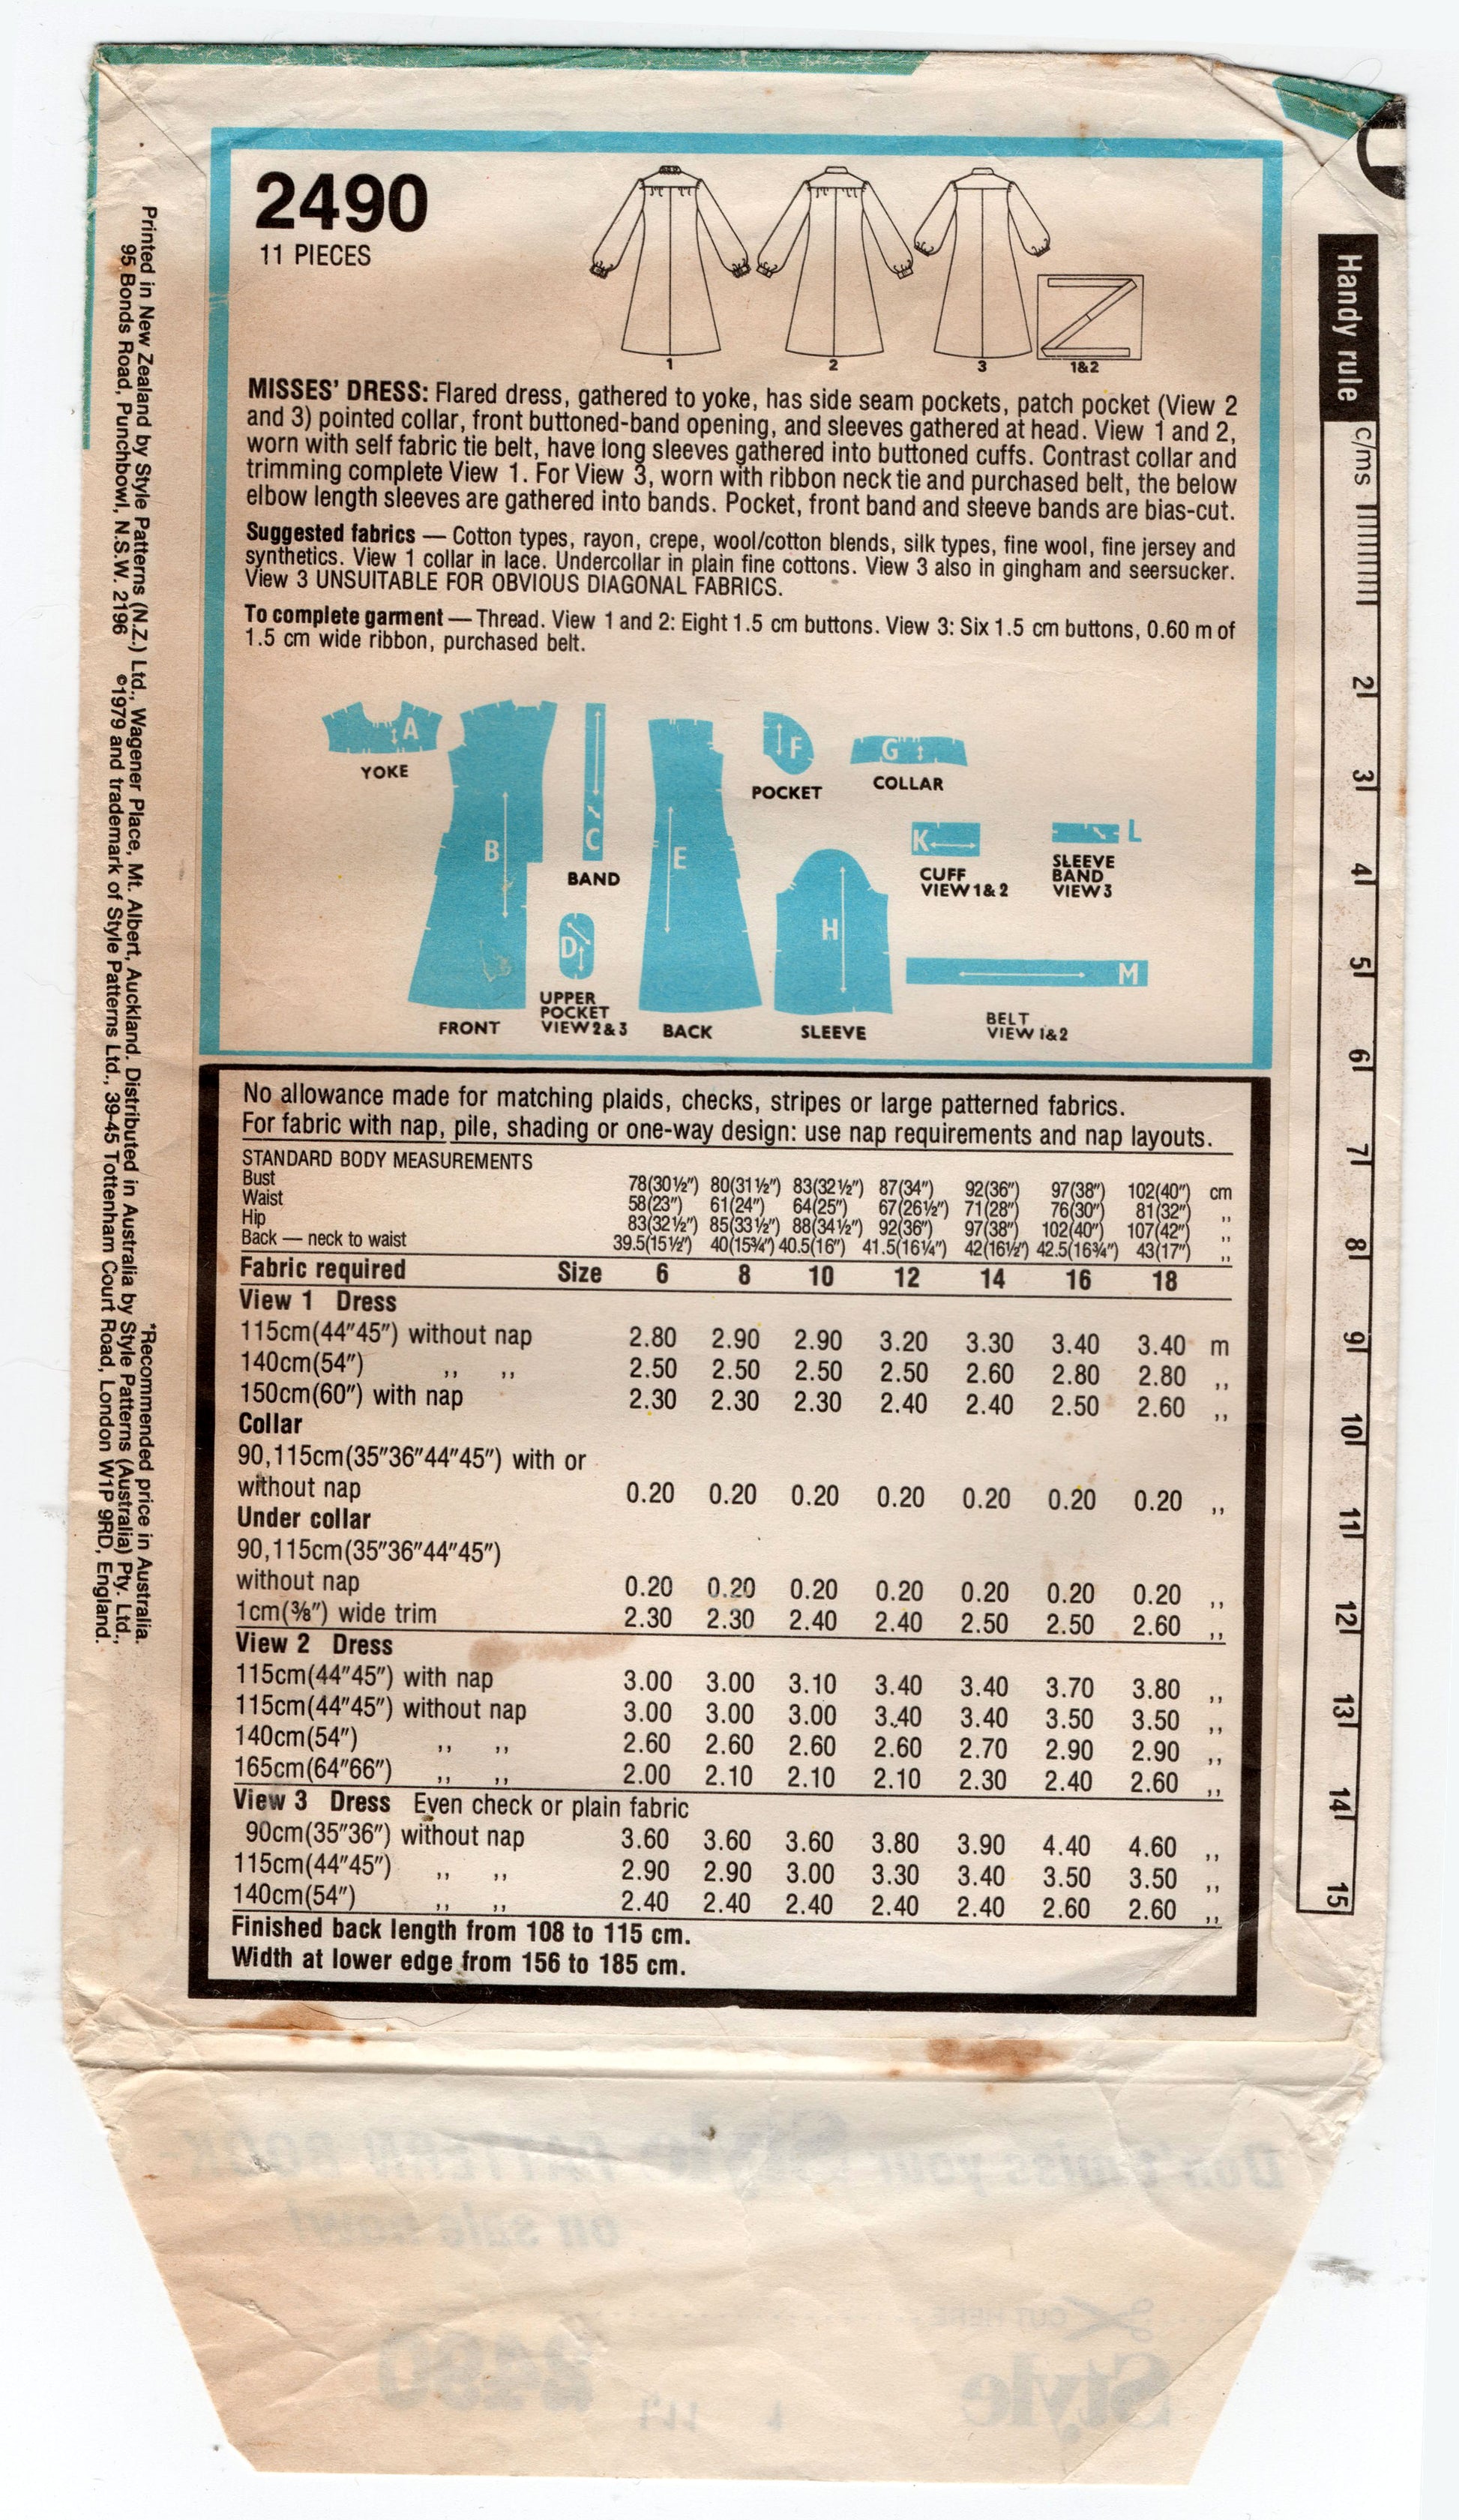 2490
11 PIECES
1
2
3
1&2
MISSES' DRESS: Flared dress, gathered to yoke, has side seam pockets, patch pocket (View 2
and 3) pointed collar, front buttoned-band opening, and sleeves gathered at head. View 1 and 2,
worn with self fabric tie belt, have long sleeves gathered into buttoned cuffs. Contrast collar and
trimming complete View 1. For View 3, worn with ribbon neck tie and purchased belt, the below
elbow length sleeves are gathered into bands. Pocket, front band and sleeve bands are bias-cut.
Suggested fabrics — Cotton types, rayon, crepe, wool/cotton blends, silk types, fine wool, fine jersey and
synthetics. View 1 collar in lace. Undercollar in plain fine cottons. View 3 also in gingham and seersucker.
View 3 UNSUITABLE FOR OBVIOUS DIAGONAL FABRICS.
To complete garment — Thread. View 1 and 2: Eight 1.5 cm buttons. View 3: Six 1.5 cm buttons, 0.60 m of
1.5 cm wide ribbon, purchased belt.
A
YOKE
B
FRONT
C
BAND
D
UPPER
POCKET
VIEW 2&3
E
BACK
F
POCKET
G
COLLAR
H
SLEEVE
K
CUFF
VIEW 1&2
L
SLEEVE
BAND
VIEW 3
M
BELT
VIEW 1&2
No allowance made for matching plaids, checks, stripes or large patterned fabrics.
For fabric with nap, pile, shading or one-way design: use nap requirements and nap layouts.
STANDARD BODY MEASUREMENTS
Bust 78(30½") 80(31½") 83(32½") 87(34") 92(36") 97(38") 102(40") cm
Waist 58(23") 61(24") 64(25") 67(26½") 71(28") 76(30") 81(32") ,,
Hip 83(32½") 85(33½") 88(34½") 92(36") 97(38") 102(40") 107(42") ,,
Back — neck to waist 39.5(15½") 40(15¾") 40.5(16") 41.5(16¼") 42(16½") 42.5(16¾") 43(17") ,,
Fabric required Size 6 8 10 12 14 16 18
View 1 Dress
115cm(44"45") without nap 2.80 2.90 2.90 3.20 3.30 3.40 3.40 m
140cm(54") ,, ,, 2.50 2.50 2.50 2.50 2.60 2.80 2.80 ,,
150cm(60") with nap 2.30 2.30 2.30 2.40 2.40 2.50 2.60 ,,
Collar
90,115cm(35"36"44"45") with or
without nap 0.20 0.20 0.20 0.20 0.20 0.20 0.20 ,,
Under collar
90,115cm(35"36"44"45")
without nap 0.20 0.20 0.20 0.20 0.20 0.20 0.20 ,,
1cm(⅜") wide trim 2.30 2.30 2.40 2.40 2.50 2.50 2.60 ,,
View 2 Dress
115cm(44"45") with nap 3.00 3.00 3.10 3.40 3.40 3.70 3.80 ,,
115cm(44"45") without nap 3.00 3.00 3.00 3.40 3.40 3.50 3.50 ,,
140cm(54") ,, ,, 2.60 2.60 2.60 2.60 2.70 2.90 2.90 ,,
165cm(64"66") ,, ,, 2.00 2.10 2.10 2.10 2.30 2.40 2.60 ,,
View 3 Dress Even check or plain fabric
90cm(35"36") without nap 3.60 3.60 3.60 3.80 3.90 4.40 4.60 ,,
115cm(44"45") ,, ,, 2.90 2.90 3.00 3.30 3.40 3.50 3.50 ,,
140cm(54") ,, ,, 2.40 2.40 2.40 2.40 2.40 2.60 2.60 ,,
Finished back length from 108 to 115 cm.
Width at lower edge from 156 to 185 cm.
Printed in New Zealand by Style Patterns (N.Z.) Ltd., Wagener Place, Mt. Albert, Auckland. Distributed in Australia by Style Patterns (Australia) Pty. Ltd.,
95 Bonds Road, Punchbowl, N.S.W. 2196 ©1979 and trademark of Style Patterns Ltd., 39-45 Tottenham Court Road, London W1P 9RD, England.
*Recommended price in Australia.
Handy rule
c/ms
2
3
4
5
6
7
8
9
10
11
12
13
14
15
Don't miss your Style PATTERN BOOK
on sale now!
CUT HERE
Style
2490